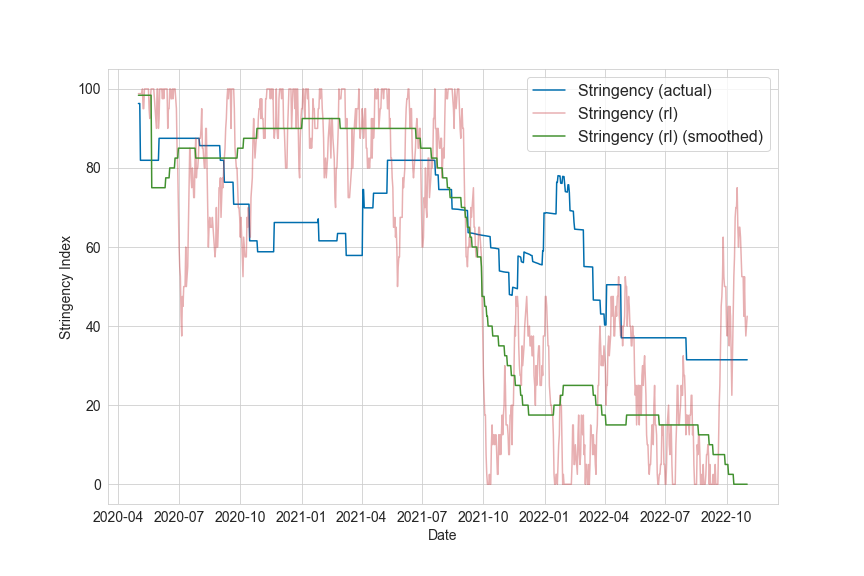 Stringency (actual)
Stringency (rl)
Stringency (rl) (smoothed)
Stringency Index
100
80
60
40
20
0
2020-04 2020-07 2020-10 2021-01 2021-04 2021-07 2021-10 2022-01 2022-04 2022-07 2022-10
Date